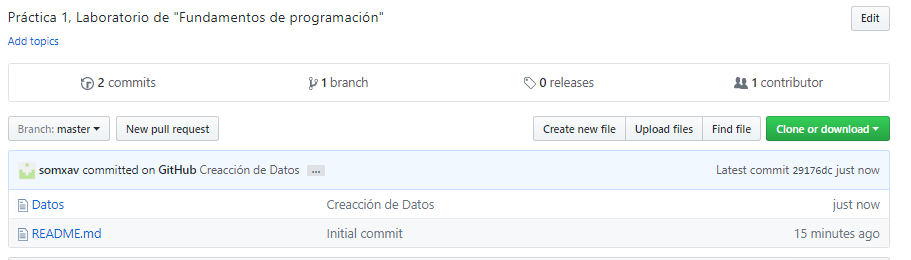 Práctica 1, Laboratorio de "Fundamentos de programación"
Edit
Add topics
2 commits 1 branch 0 releases 1 contributor
Branch: master New pull request Create new file Upload files Find file Clone or download
somxav committed on GitHub Creacción de Datos ... Latest commit 29176dc just now
Datos Creacción de Datos just now
README.md Initial commit 15 minutes ago